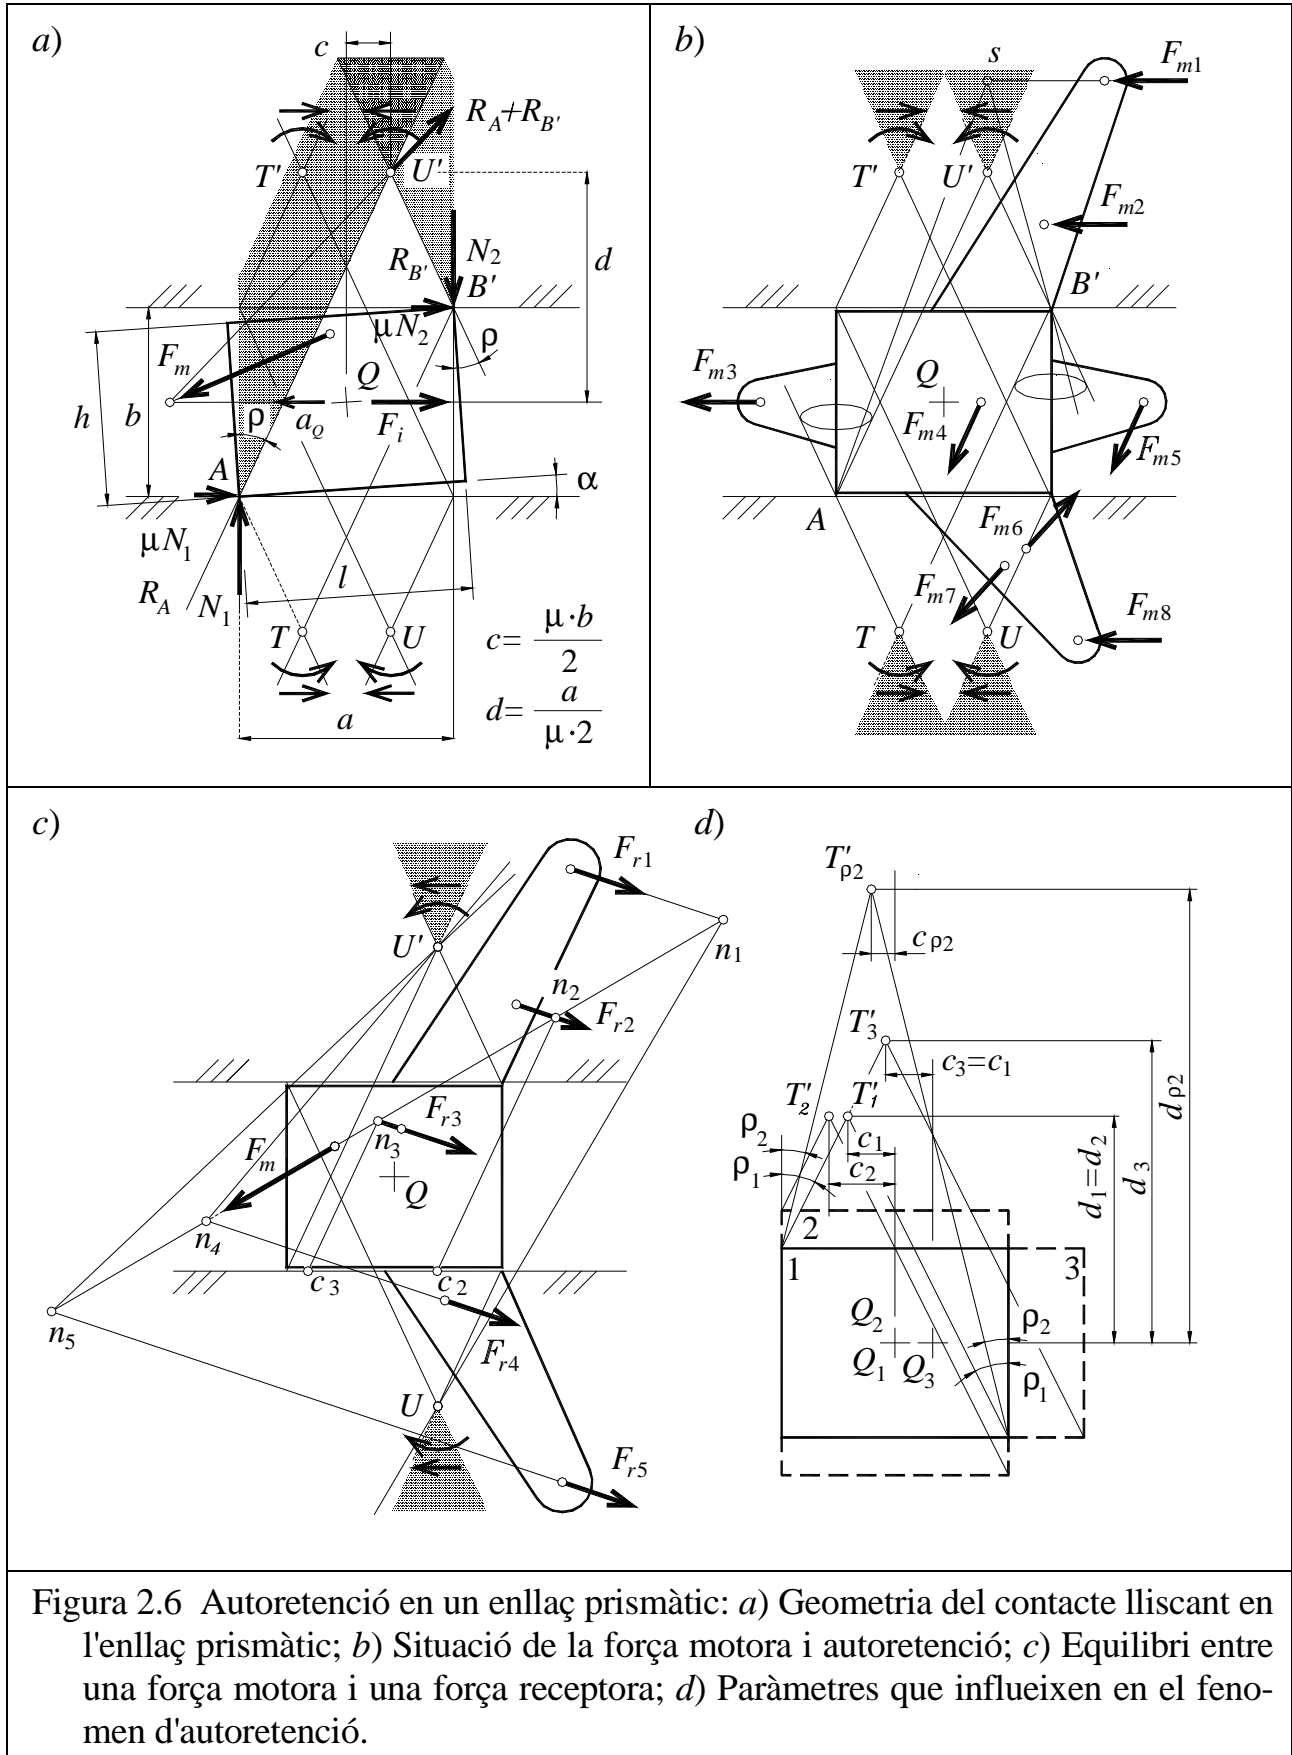 a)
c
R_A+R_B'
T'
U'
d
N_2
R_B'
B'
μN_2
ρ
F_m
Q
h
b
ρ
a_Q
F_i
A
α
μN_1
l
R_A
N_1
T
U
c= μ·b / 2
a
d= a / μ·2
b)
s
F_m1
T'
U'
F_m2
B'
F_m3
Q
F_m4
F_m5
A
F_m6
F_m7
F_m8
T
U
c)
F_r1
U'
n_1
n_2
F_r2
F_r3
F_m
n_3
Q
n_4
c_3
c_2
n_5
F_r4
U
F_r5
d)
T'_ρ2
c_ρ2
T'_3
c_3=c_1
d_ρ2
T'_2
T'_1
ρ_2
c_1
ρ_1
c_2
d_1=d_2
d_3
2
1
3
Q_2
ρ_2
Q_1
Q_3
ρ_1
Figura 2.6 Autoretenció en un enllaç prismàtic: a) Geometria del contacte lliscant en
l'enllaç prismàtic; b) Situació de la força motora i autoretenció; c) Equilibri entre
una força motora i una força receptora; d) Paràmetres que influeixen en el feno-
men d'autoretenció.